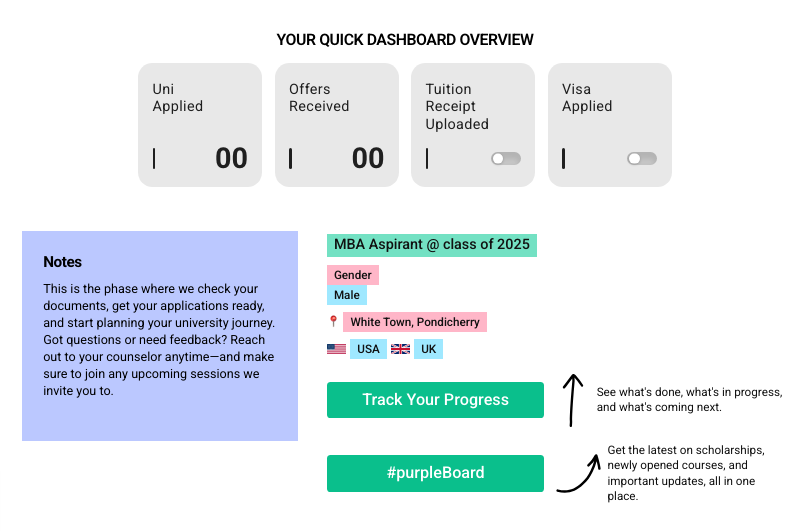 YOUR QUICK DASHBOARD OVERVIEW
Uni
Applied
00
Offers
Received
00
Tuition
Receipt
Uploaded
Visa
Applied
Notes
This is the phase where we check your
documents, get your applications ready,
and start planning your university journey.
Got questions or need feedback? Reach
out to your counselor anytime—and make
sure to join any upcoming sessions we
invite you to.
MBA Aspirant @ class of 2025
Gender
Male
White Town, Pondicherry
USA UK
Track Your Progress
See what's done, what's in progress,
and what's coming next.
#purpleBoard
Get the latest on scholarships,
newly opened courses, and
important updates, all in one
place.